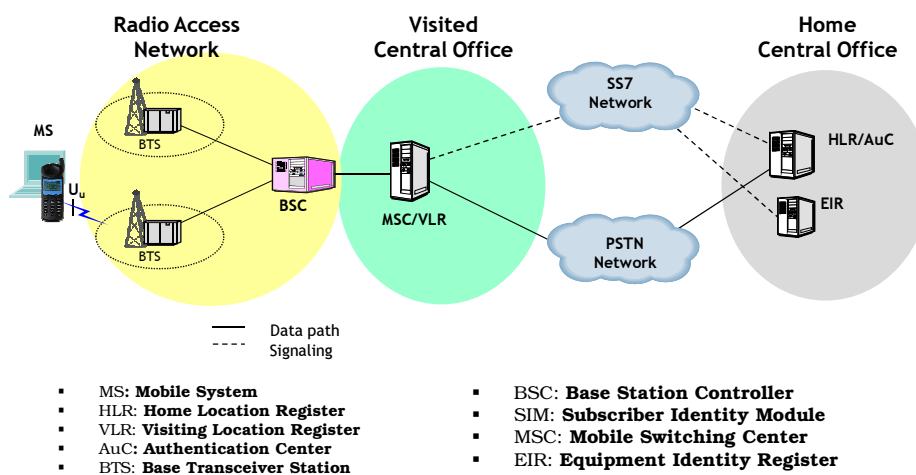 Radio Access
Network
Visited
Central Office
Home
Central Office
SS7
Network
MS
BTS
HLR/AuC
Uu
BSC
MSC/VLR
EIR
BTS
PSTN
Network
Data path
Signaling
▪ MS: Mobile System
▪ HLR: Home Location Register
▪ VLR: Visiting Location Register
▪ AuC: Authentication Center
▪ BTS: Base Transceiver Station
▪ BSC: Base Station Controller
▪ SIM: Subscriber Identity Module
▪ MSC: Mobile Switching Center
▪ EIR: Equipment Identity Register